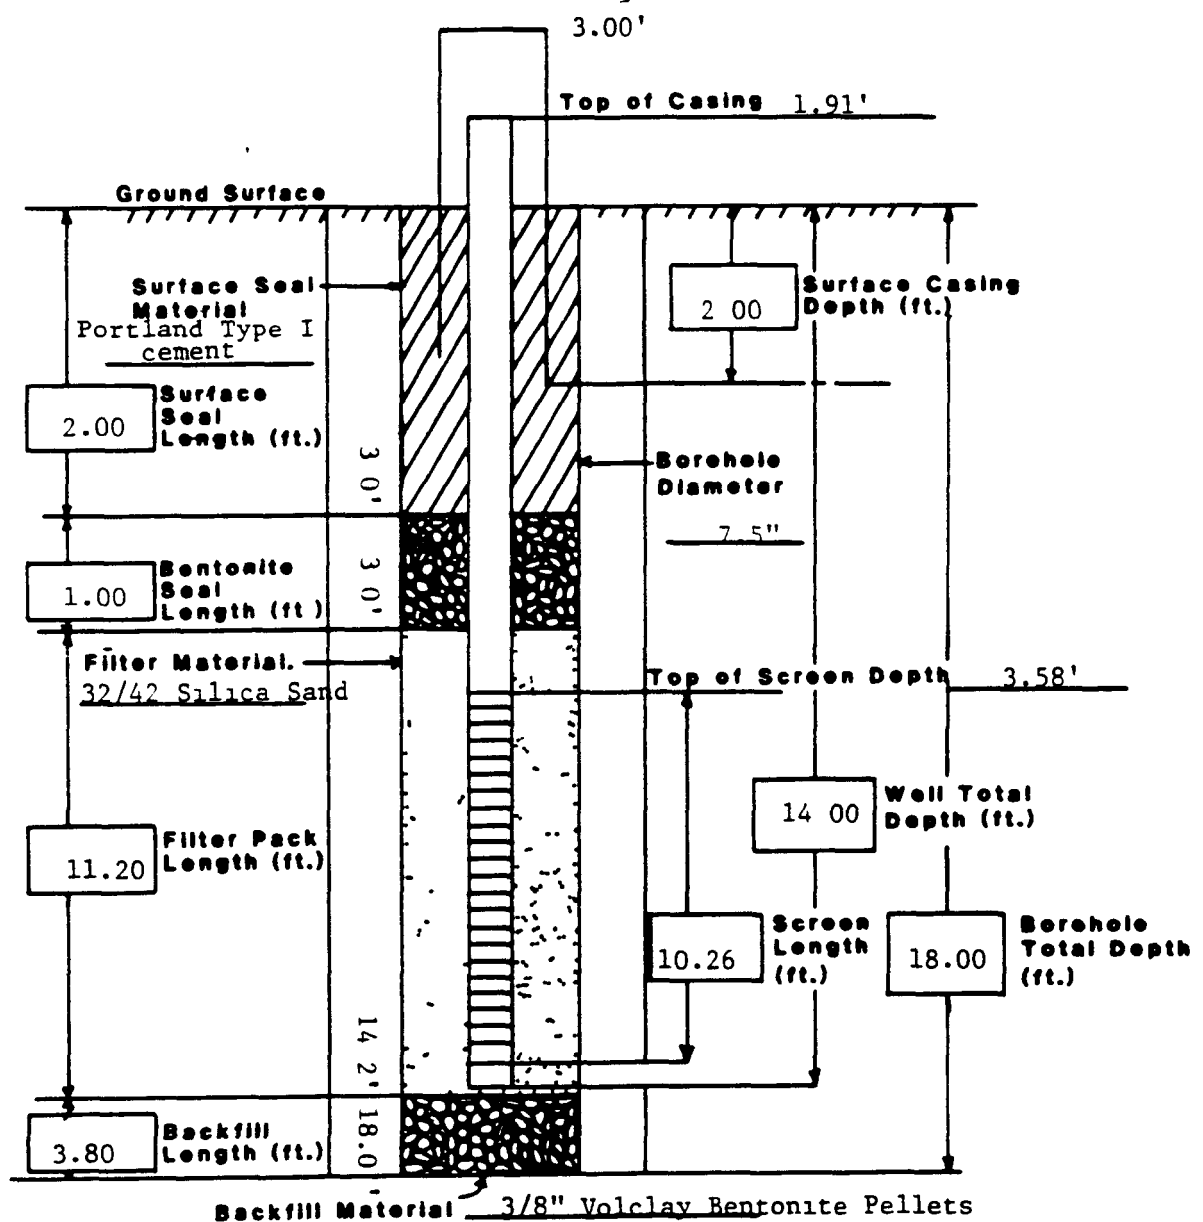 3.00'
Top of Casing 1.91'
Ground Surface
Surface Seal
Material
Portland Type I
cement
2 00
Surface Casing
Depth (ft.)
2.00
Surface
Seal
Length (ft.)
3 0'
Borehole
Diameter
7.5"
1.00
Bentonite
Seal
Length (ft )
3 0'
Filter Material.
32/42 Silica Sand
Top of Screen Depth 3.58'
14 00
Well Total
Depth (ft.)
11.20
Filter Pack
Length (ft.)
10.26
Screen
Length
(ft.)
18.00
Borehole
Total Depth
(ft.)
14 2'
3.80
Backfill
Length (ft.)
18.0
Backfill Material 3/8" Volclay Bentonite Pellets